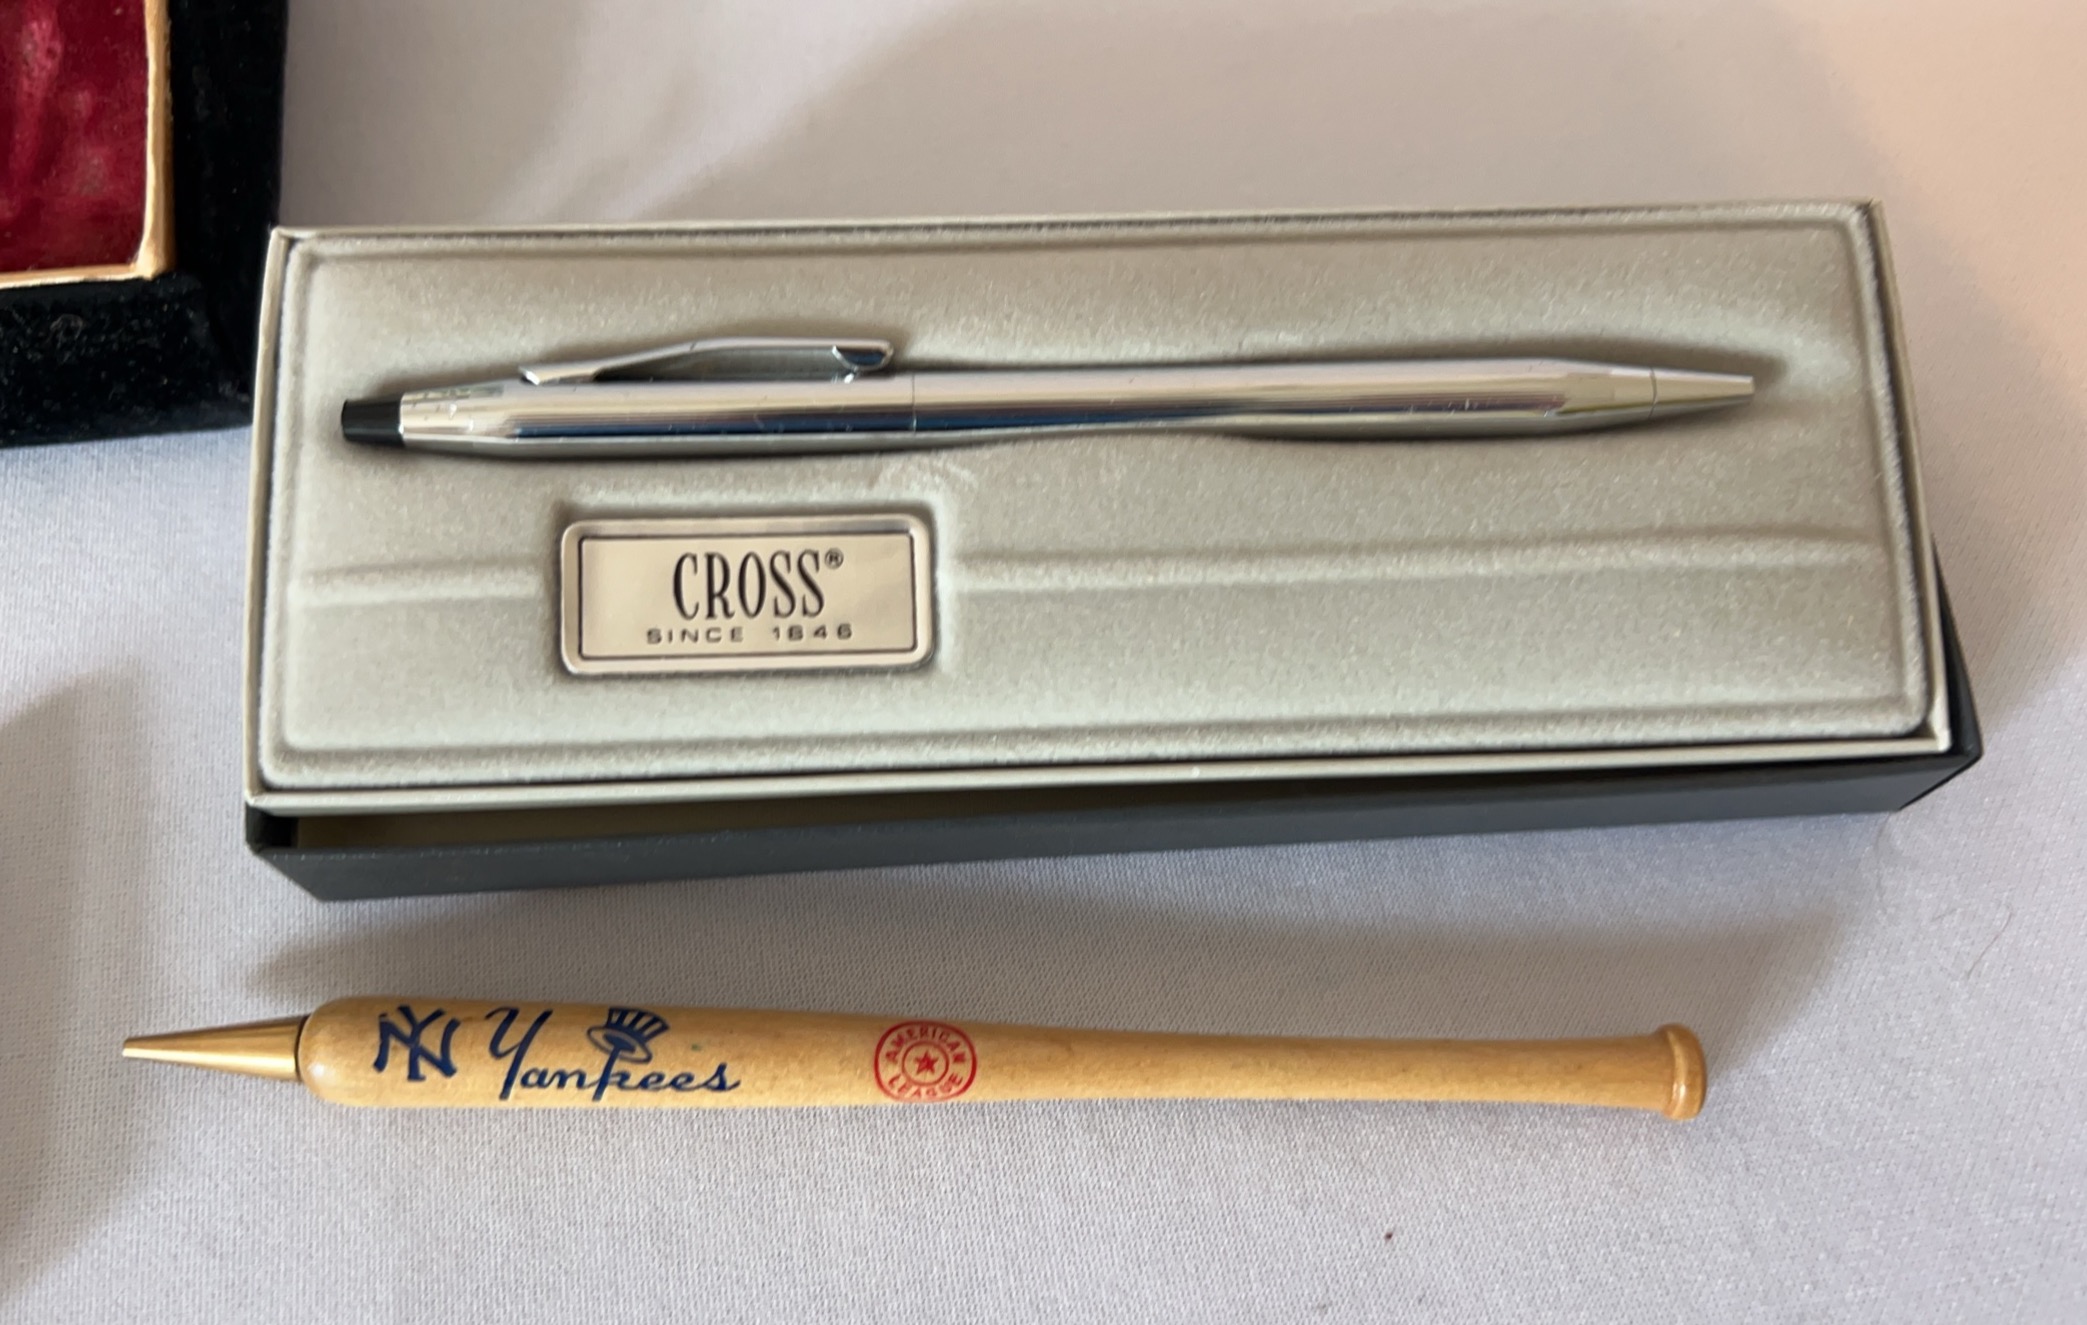 CROSS®
SINCE 1846
NY Yankees
AMERICAN LEAGUE